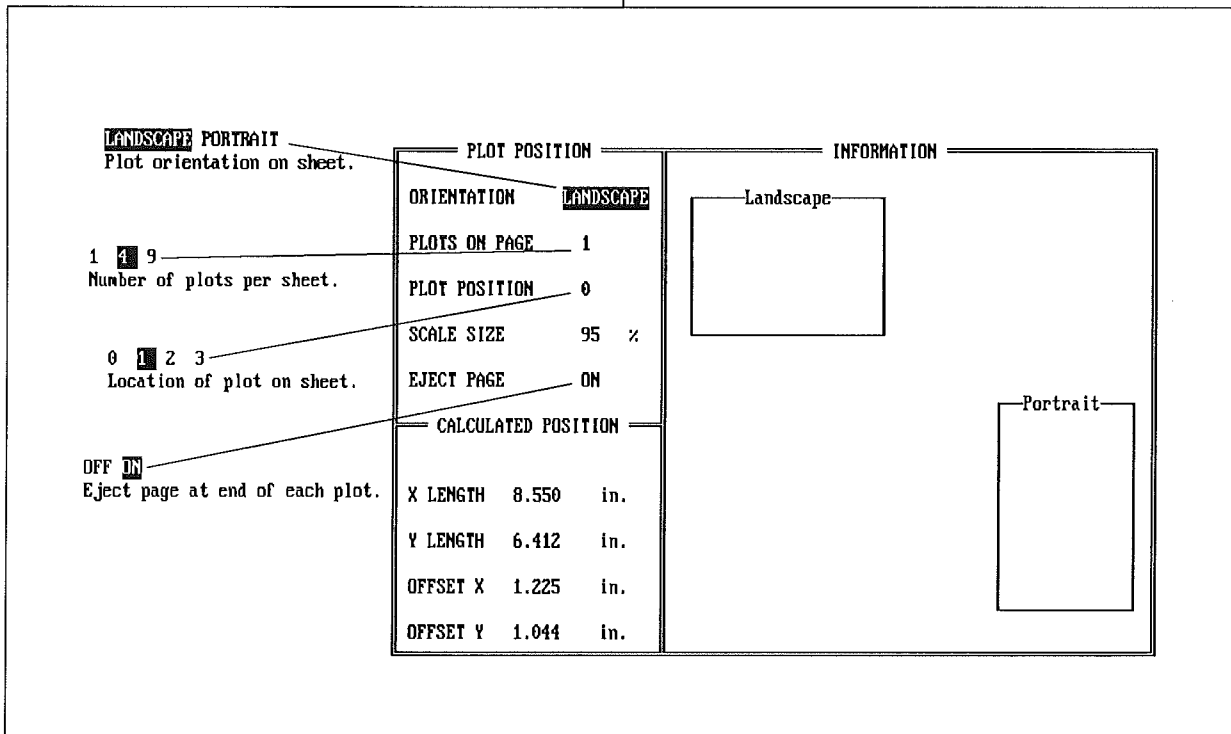 LANDSCAPE PORTRAIT
Plot orientation on sheet.
1 4 9
Number of plots per sheet.
0 1 2 3
Location of plot on sheet.
OFF ON
Eject page at end of each plot.
PLOT POSITION
ORIENTATION LANDSCAPE
PLOTS ON PAGE 1
PLOT POSITION 0
SCALE SIZE 95 %
EJECT PAGE ON
CALCULATED POSITION
X LENGTH 8.550 in.
Y LENGTH 6.412 in.
OFFSET X 1.225 in.
OFFSET Y 1.044 in.
INFORMATION
Landscape
Portrait